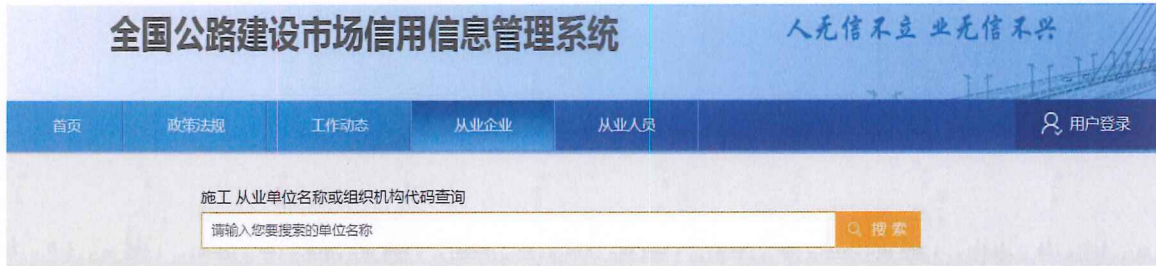 全国公路建设市场信用信息管理系统
人无信不立 业无信不兴
首页 政策法规 工作动态 从业企业 从业人员 用户登录
施工 从业单位名称或组织机构代码查询
请输入您要搜索的单位名称 搜索